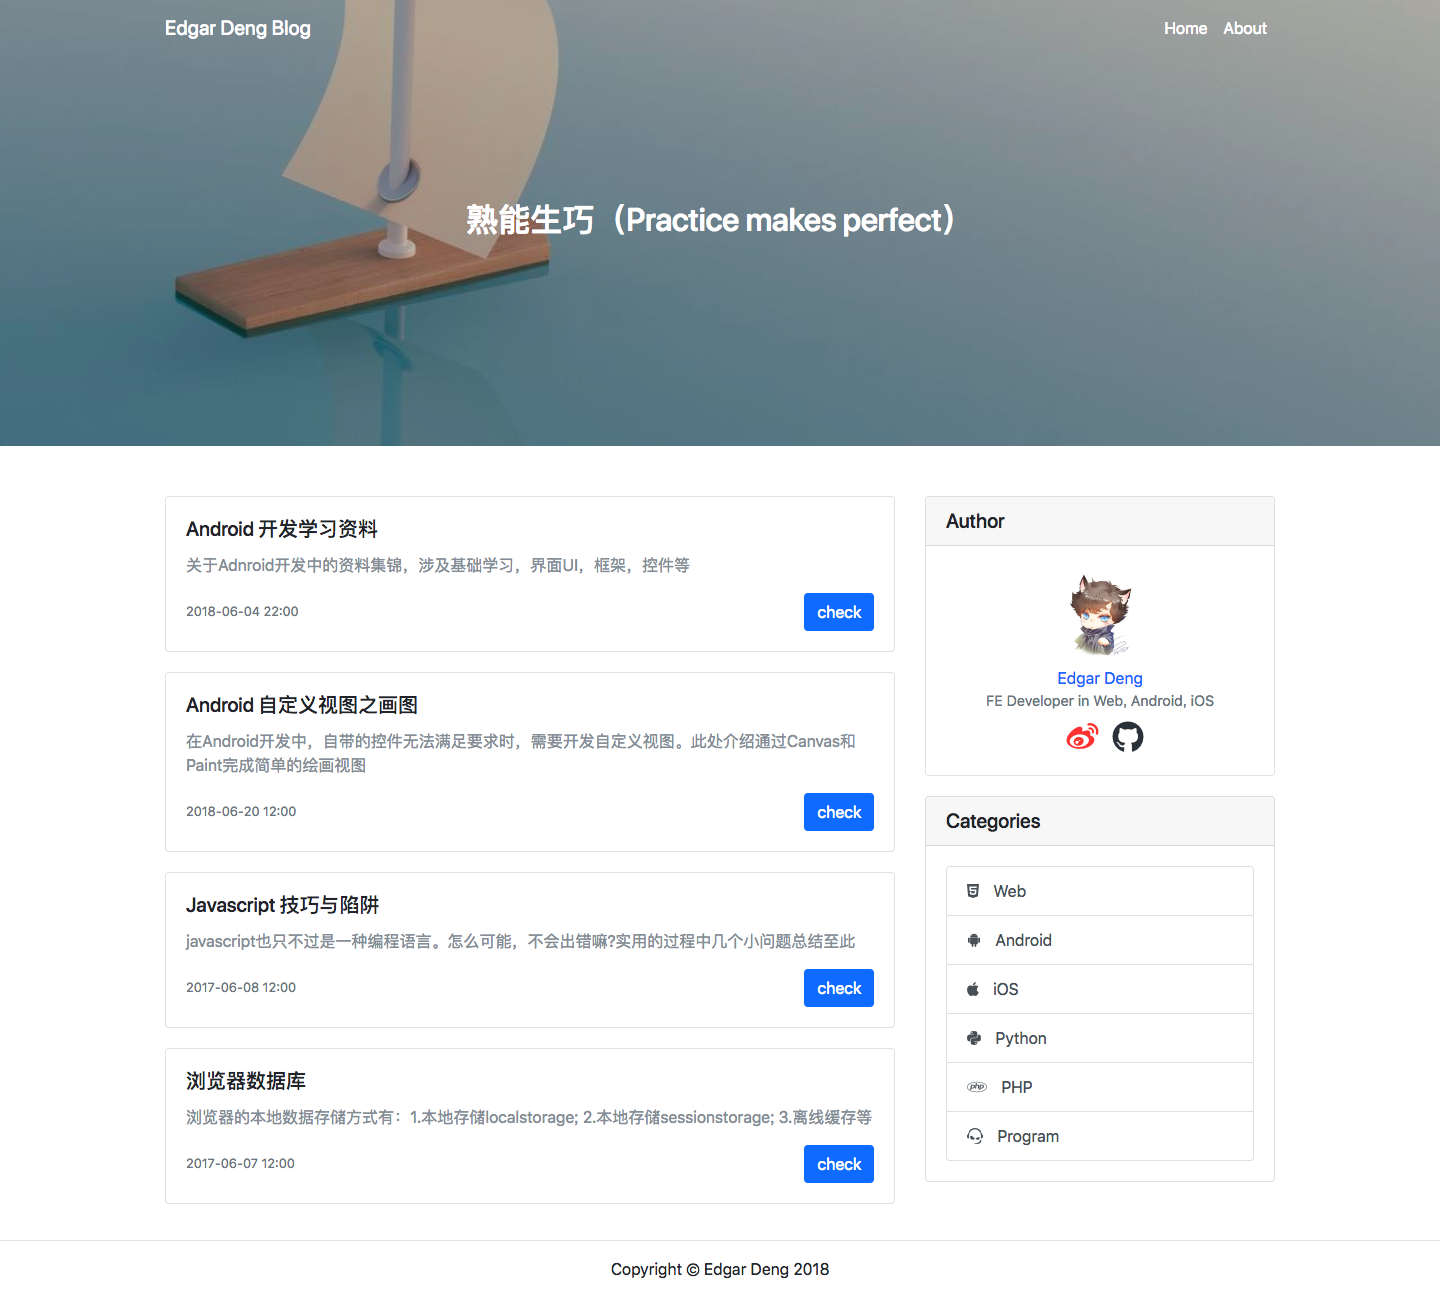 Edgar Deng Blog
Home
About
熟能生巧（Practice makes perfect）
Android 开发学习资料
关于Adnroid开发中的资料集锦，涉及基础学习，界面UI，框架，控件等
2018-06-04 22:00
check
Android 自定义视图之画图
在Android开发中，自带的控件无法满足要求时，需要开发自定义视图。此处介绍通过Canvas和
Paint完成简单的绘画视图
2018-06-20 12:00
check
Javascript 技巧与陷阱
javascript也只不过是一种编程语言。怎么可能，不会出错嘛?实用的过程中几个小问题总结至此
2017-06-08 12:00
check
浏览器数据库
浏览器的本地数据存储方式有：1.本地存储localstorage; 2.本地存储sessionstorage; 3.离线缓存等
2017-06-07 12:00
check
Author
Edgar Deng
FE Developer in Web, Android, iOS
Categories
Web
Android
iOS
Python
php PHP
Program
Copyright © Edgar Deng 2018